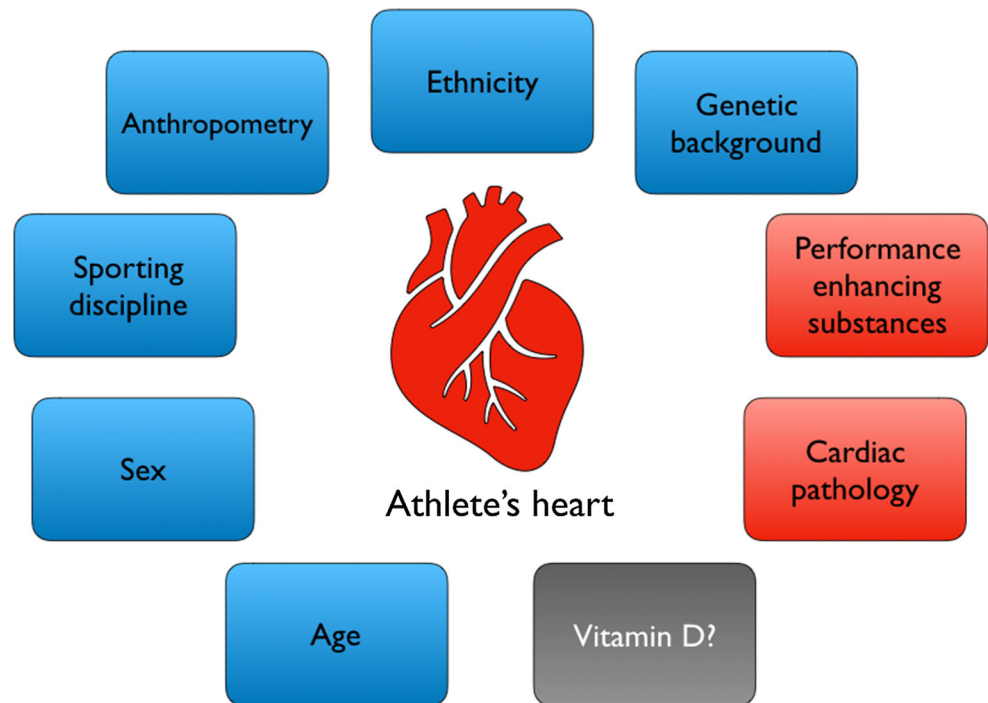 Ethnicity
Anthropometry
Genetic
background
Sporting
discipline
Performance
enhancing
substances
Sex
Cardiac
pathology
Athlete’s heart
Age
Vitamin D?